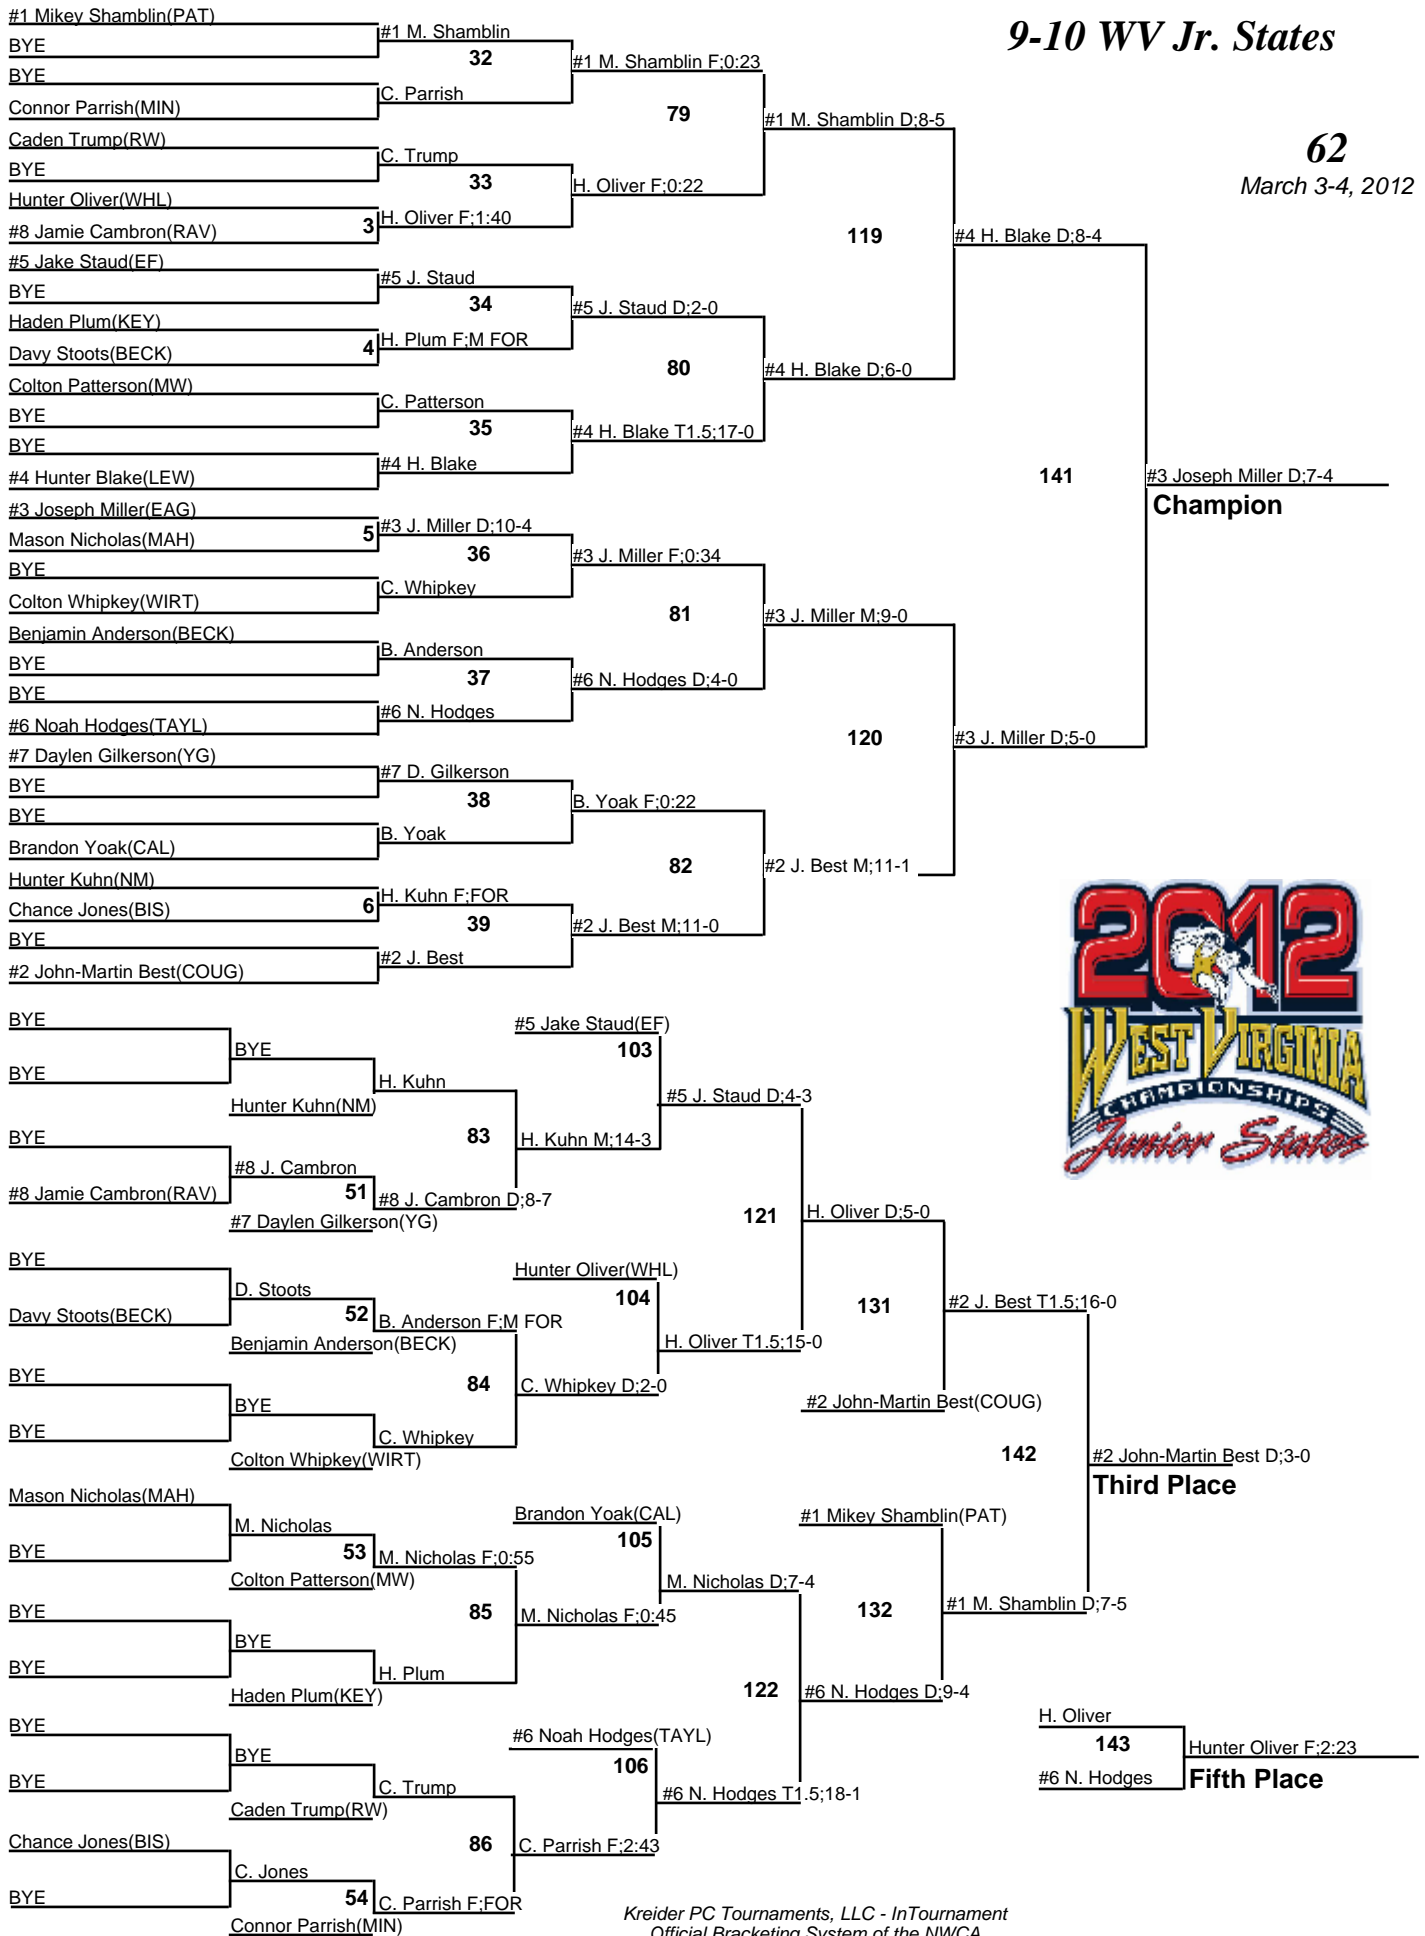 9-10 WV Jr. States
62
March 3-4, 2012
#1 Mikey Shamblin(PAT)
BYE
BYE
Connor Parrish(MIN)
Caden Trump(RW)
BYE
Hunter Oliver(WHL)
#8 Jamie Cambron(RAV)
#5 Jake Staud(EF)
BYE
Haden Plum(KEY)
Davy Stoots(BECK)
Colton Patterson(MW)
BYE
BYE
#4 Hunter Blake(LEW)
#3 Joseph Miller(EAG)
Mason Nicholas(MAH)
BYE
Colton Whipkey(WIRT)
Benjamin Anderson(BECK)
BYE
BYE
#6 Noah Hodges(TAYL)
#7 Daylen Gilkerson(YG)
BYE
BYE
Brandon Yoak(CAL)
Hunter Kuhn(NM)
Chance Jones(BIS)
BYE
#2 John-Martin Best(COUG)
3
4
5
6
#1 M. Shamblin
32
C. Parrish
C. Trump
33
H. Oliver F;1:40
#5 J. Staud
34
H. Plum F;M FOR
C. Patterson
35
#4 H. Blake
#3 J. Miller D;10-4
36
C. Whipkey
B. Anderson
37
#6 N. Hodges
#7 D. Gilkerson
38
B. Yoak
H. Kuhn F;FOR
39
#2 J. Best
#1 M. Shamblin F;0:23
79
H. Oliver F;0:22
#5 J. Staud D;2-0
80
#4 H. Blake T1.5;17-0
#3 J. Miller F;0:34
81
#6 N. Hodges D;4-0
B. Yoak F;0:22
82
#2 J. Best M;11-0
#1 M. Shamblin D;8-5
119
#4 H. Blake D;6-0
#3 J. Miller M;9-0
120
#2 J. Best M;11-1
#4 H. Blake D;8-4
141
#3 J. Miller D;5-0
#3 Joseph Miller D;7-4
Champion
2012
WEST VIRGINIA
CHAMPIONSHIPS
Junior States
BYE
BYE
BYE
#8 Jamie Cambron(RAV)
BYE
Davy Stoots(BECK)
BYE
BYE
Mason Nicholas(MAH)
BYE
BYE
BYE
BYE
BYE
Chance Jones(BIS)
BYE
BYE
Hunter Kuhn(NM)
#8 J. Cambron
51
#7 Daylen Gilkerson(YG)
D. Stoots
52
Benjamin Anderson(BECK)
BYE
Colton Whipkey(WIRT)
M. Nicholas
53
Colton Patterson(MW)
BYE
Haden Plum(KEY)
BYE
Caden Trump(RW)
C. Jones
54
Connor Parrish(MIN)
H. Kuhn
83
#8 J. Cambron D;8-7
B. Anderson F;M FOR
84
C. Whipkey
M. Nicholas F;0:55
85
H. Plum
C. Trump
86
C. Parrish F;FOR
#5 Jake Staud(EF)
103
H. Kuhn M;14-3
Hunter Oliver(WHL)
104
C. Whipkey D;2-0
Brandon Yoak(CAL)
105
M. Nicholas F;0:45
#6 Noah Hodges(TAYL)
106
C. Parrish F;2:43
#5 J. Staud D;4-3
121
H. Oliver T1.5;15-0
M. Nicholas D;7-4
122
#6 N. Hodges T1.5;18-1
H. Oliver D;5-0
131
#2 John-Martin Best(COUG)
#1 Mikey Shamblin(PAT)
132
#6 N. Hodges D;9-4
#2 J. Best T1.5;16-0
142
#1 M. Shamblin D;7-5
#2 John-Martin Best D;3-0
Third Place
H. Oliver
143
#6 N. Hodges
Hunter Oliver F;2:23
Fifth Place
Kreider PC Tournaments, LLC - InTournament
Official Bracketing System of the NWCA